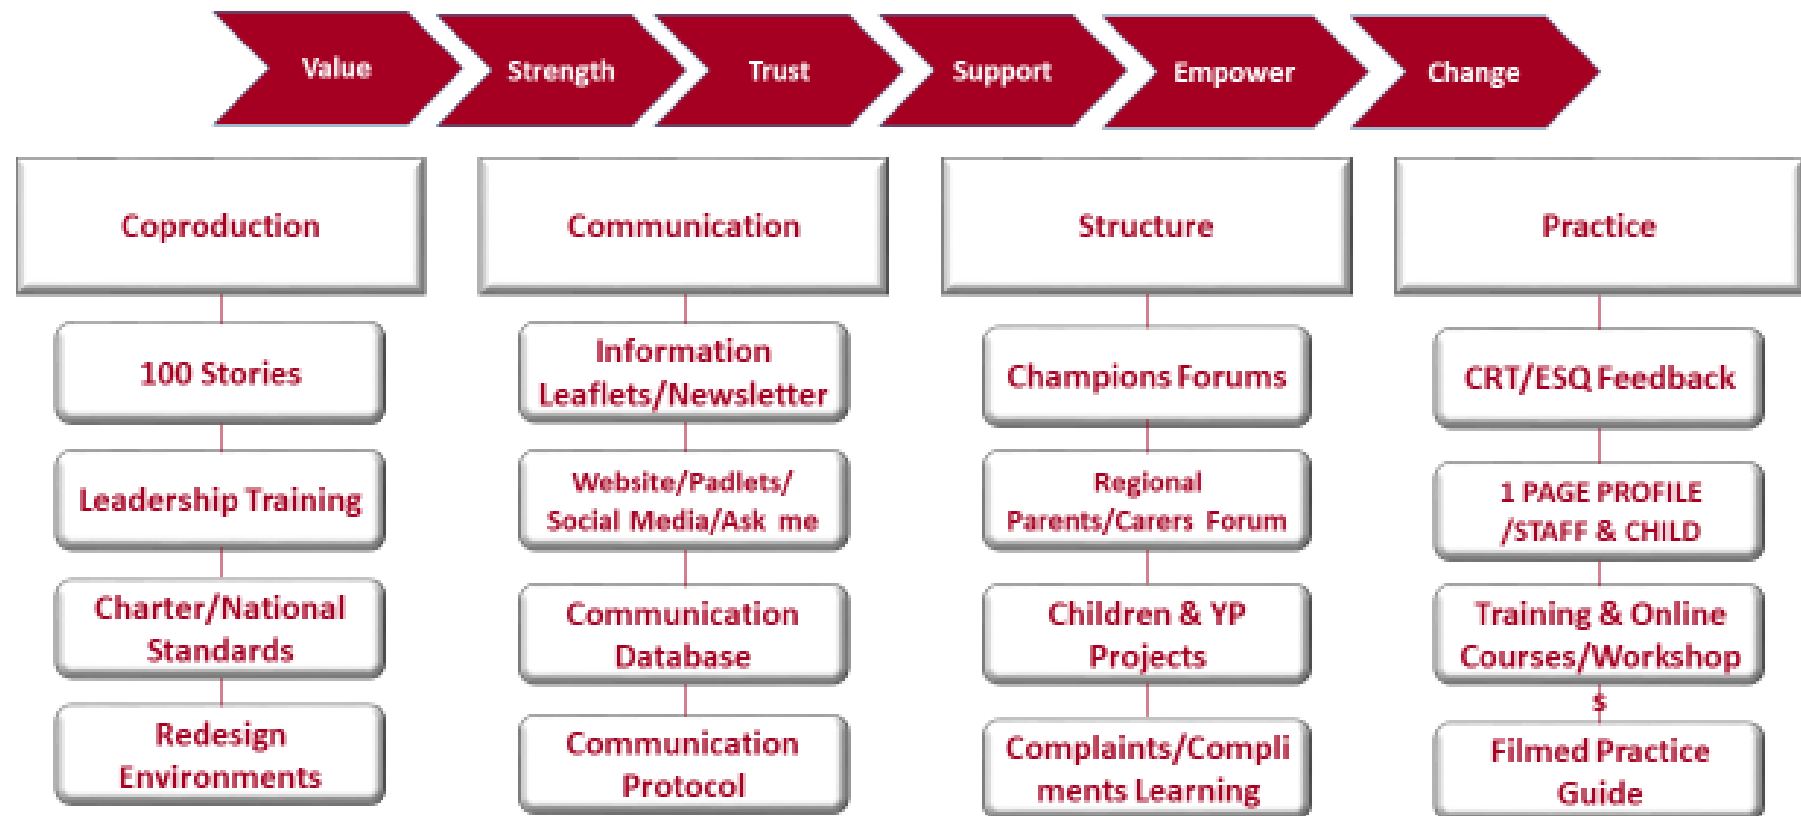 Value
Strength
Trust
Support
Empower
Change
Coproduction
100 Stories
Leadership Training
Charter/National
Standards
Redesign
Environments
Communication
Information
Leaflets/Newsletter
Website/Padlets/
Social Media/Ask me
Communication
Database
Communication
Protocol
Structure
Champions Forums
Regional
Parents/Carers Forum
Children & YP
Projects
Complaints/Compli
ments Learning
Practice
CRT/ESQ Feedback
1 PAGE PROFILE
/STAFF & CHILD
Training & Online
Courses/Workshop
$
Filmed Practice
Guide